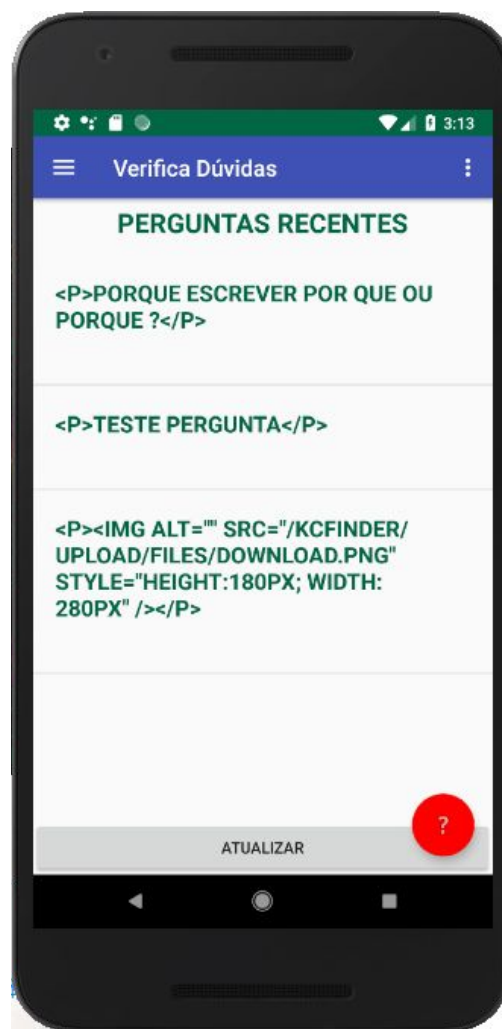 3:13
Verifica Dúvidas
PERGUNTAS RECENTES
<P>PORQUE ESCREVER POR QUE OU
PORQUE ?</P>
<P>TESTE PERGUNTA</P>
<P><IMG ALT="" SRC="/KCFINDER/
UPLOAD/FILES/DOWNLOAD.PNG"
STYLE="HEIGHT:180PX; WIDTH:
280PX" /></P>
?
ATUALIZAR